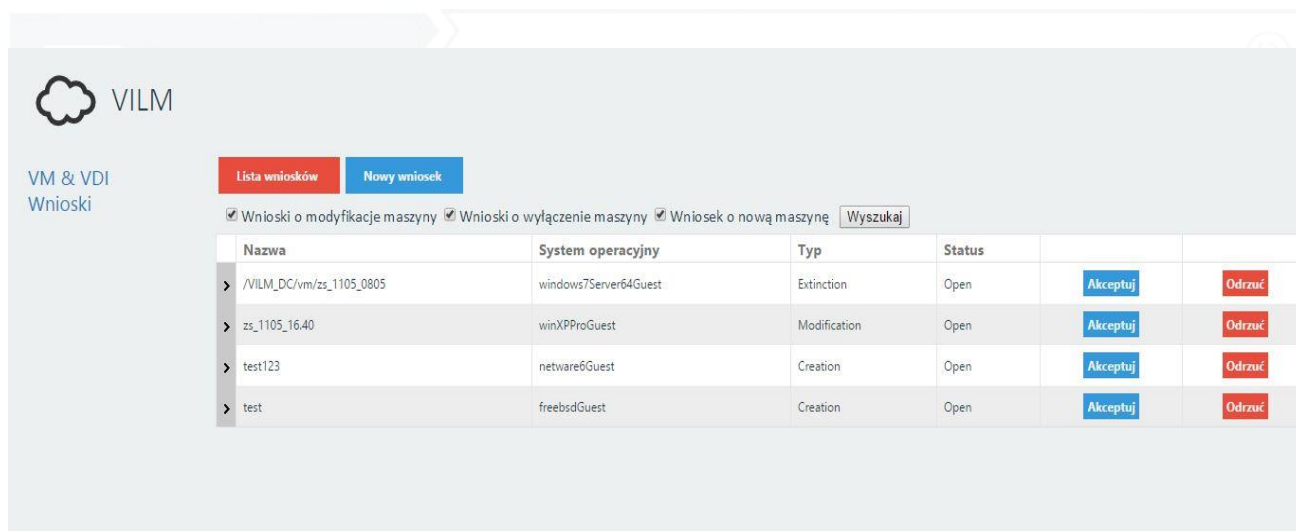 VILM
VM & VDI
Wnioski
Lista wniosków Nowy wniosek
Wnioski o modyfikacje maszyny Wnioski o wyłączenie maszyny Wniosek o nową maszynę Wyszukaj
Nazwa System operacyjny Typ Status
/VILM_DC/vm/zs_1105_0805 windows7Server64Guest Extinction Open Akceptuj Odrzuć
zs_1105_16.40 winXPProGuest Modification Open Akceptuj Odrzuć
test123 netware6Guest Creation Open Akceptuj Odrzuć
test freebsdGuest Creation Open Akceptuj Odrzuć